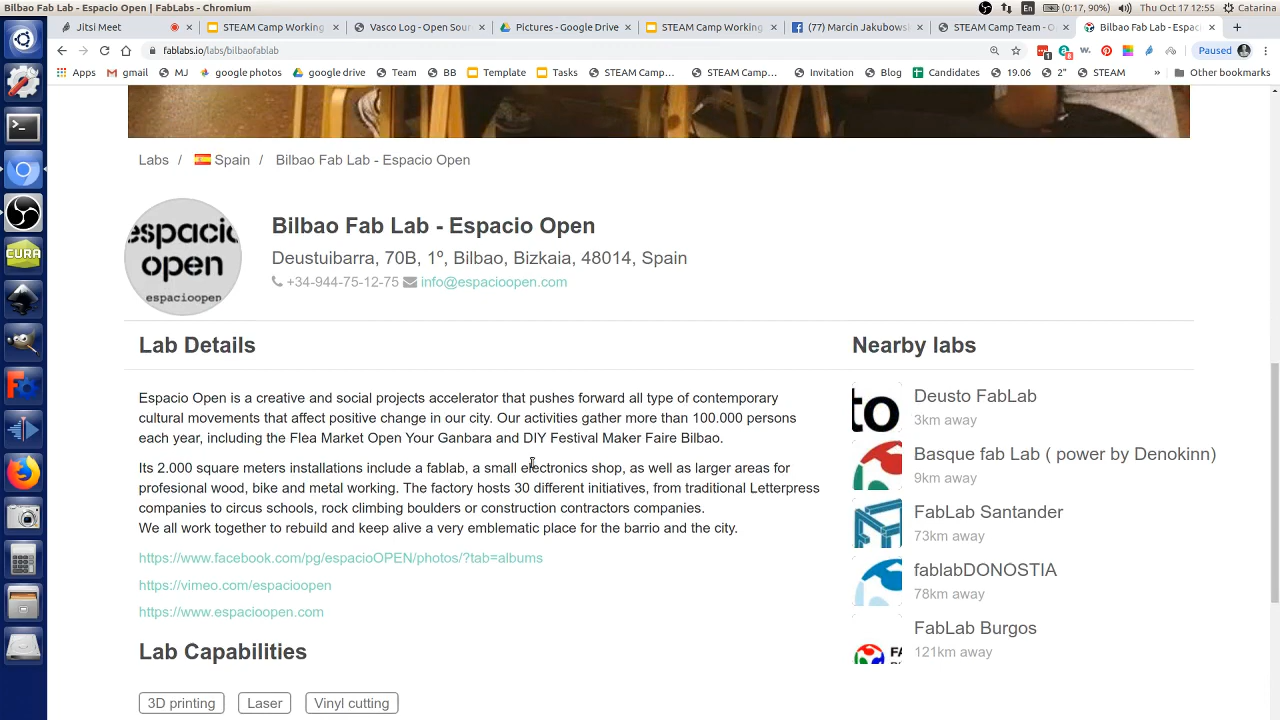 Bilbao Fab Lab - Espacio Open | FabLabs - Chromium
En
(0:17, 90%)
Thu Oct 17 12:55
Catarina
Jitsi Meet
STEAM Camp Working
Vasco Log - Open Sour
Pictures - Google Drive
STEAM Camp Working
(77) Marcin Jakubowsk
STEAM Camp Team - O
Bilbao Fab Lab - Espac
fablabs.io/labs/bilbaofablab
Paused
Apps
gmail
MJ
google photos
google drive
Team
BB
Template
Tasks
STEAM Camp...
STEAM Camp...
Invitation
Blog
Candidates
19.06
2"
STEAM
»
Other bookmarks
Labs / Spain / Bilbao Fab Lab - Espacio Open
espacio
open
espacioopen
Bilbao Fab Lab - Espacio Open
Deustuibarra, 70B, 1º, Bilbao, Bizkaia, 48014, Spain
+34-944-75-12-75 info@espacioopen.com
Lab Details
Espacio Open is a creative and social projects accelerator that pushes forward all type of contemporary
cultural movements that affect positive change in our city. Our activities gather more than 100,000 persons
each year, including the Flea Market Open Your Ganbara and DIY Festival Maker Faire Bilbao.
Its 2.000 square meters installations include a fablab, a small electronics shop, as well as larger areas for
profesional wood, bike and metal working. The factory hosts 30 different initiatives, from traditional Letterpress
companies to circus schools, rock climbing boulders or construction contractors companies.
We all work together to rebuild and keep alive a very emblematic place for the barrio and the city.
https://www.facebook.com/pg/espacioOPEN/photos/?tab=albums
https://vimeo.com/espacioopen
https://www.espacioopen.com
Lab Capabilities
3D printing
Laser
Vinyl cutting
Nearby labs
to
Deusto FabLab
3km away
Basque fab Lab ( power by Denokinn)
9km away
FabLab Santander
73km away
fablabDONOSTIA
78km away
FabLab Burgos
121km away
CURA